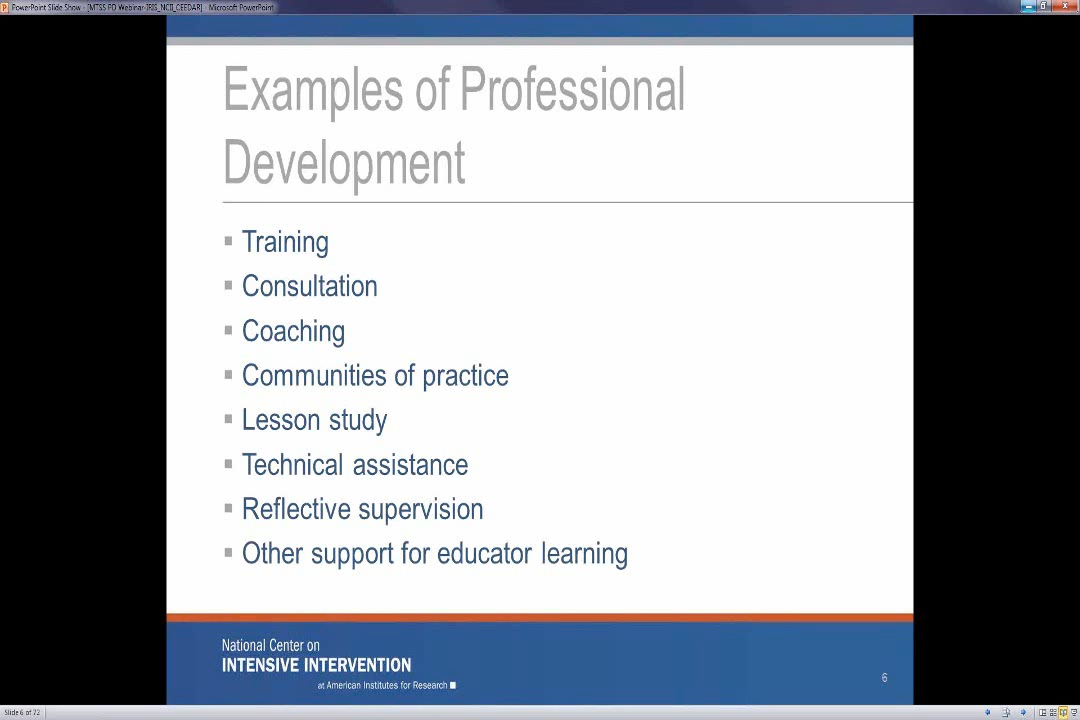 PowerPoint Slide Show - [MTSS PD Webinar-IRIS_NCII_CEEDAR] - Microsoft PowerPoint
Examples of Professional
Development
Training
Consultation
Coaching
Communities of practice
Lesson study
Technical assistance
Reflective supervision
Other support for educator learning
National Center on
INTENSIVE INTERVENTION
at American Institutes for Research
6
Slide 6 of 72